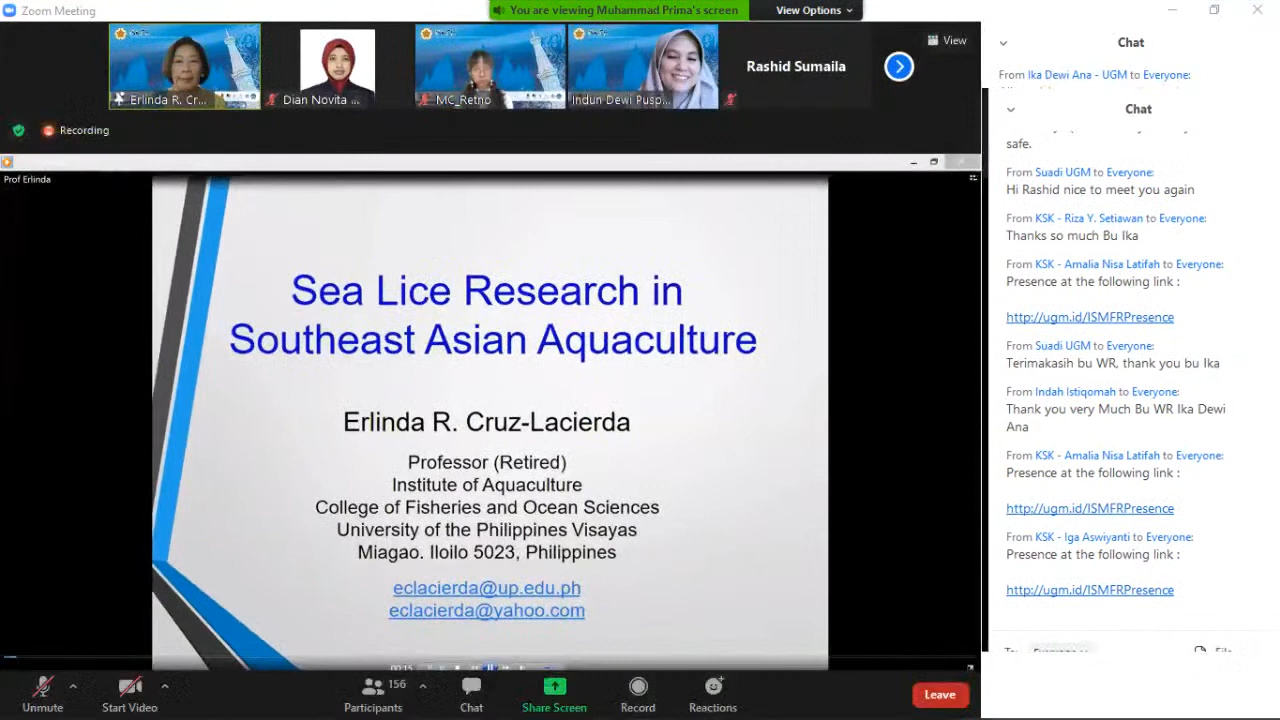 Zoom Meeting
You are viewing Muhammad Prima's screen
View Options
View
Erlinda R. Cr...
Dian Novita ...
MC_Retno
Indun Dewi Pusp...
Rashid Sumaila
Recording
Prof Erlinda
Sea Lice Research in
Southeast Asian Aquaculture
Erlinda R. Cruz-Lacierda
Professor (Retired)
Institute of Aquaculture
College of Fisheries and Ocean Sciences
University of the Philippines Visayas
Miagao. Iloilo 5023, Philippines
eclacierda@up.edu.ph
eclacierda@yahoo.com
00:15
Unmute
Start Video
156
Participants
Chat
Share Screen
Record
Reactions
Leave
Chat
From Ika Dewi Ana - UGM to Everyone:
Chat
safe.
From Suadi UGM to Everyone:
Hi Rashid nice to meet you again
From KSK - Riza Y. Setiawan to Everyone:
Thanks so much Bu Ika
From KSK - Amalia Nisa Latifah to Everyone:
Presence at the following link :
http://ugm.id/ISMFRPresence
From Suadi UGM to Everyone:
Terimakasih bu WR, thank you bu Ika
From Indah Istiqomah to Everyone:
Thank you very Much Bu WR Ika Dewi
Ana
From KSK - Amalia Nisa Latifah to Everyone:
Presence at the following link :
http://ugm.id/ISMFRPresence
From KSK - Iga Aswiyanti to Everyone:
Presence at the following link :
http://ugm.id/ISMFRPresence